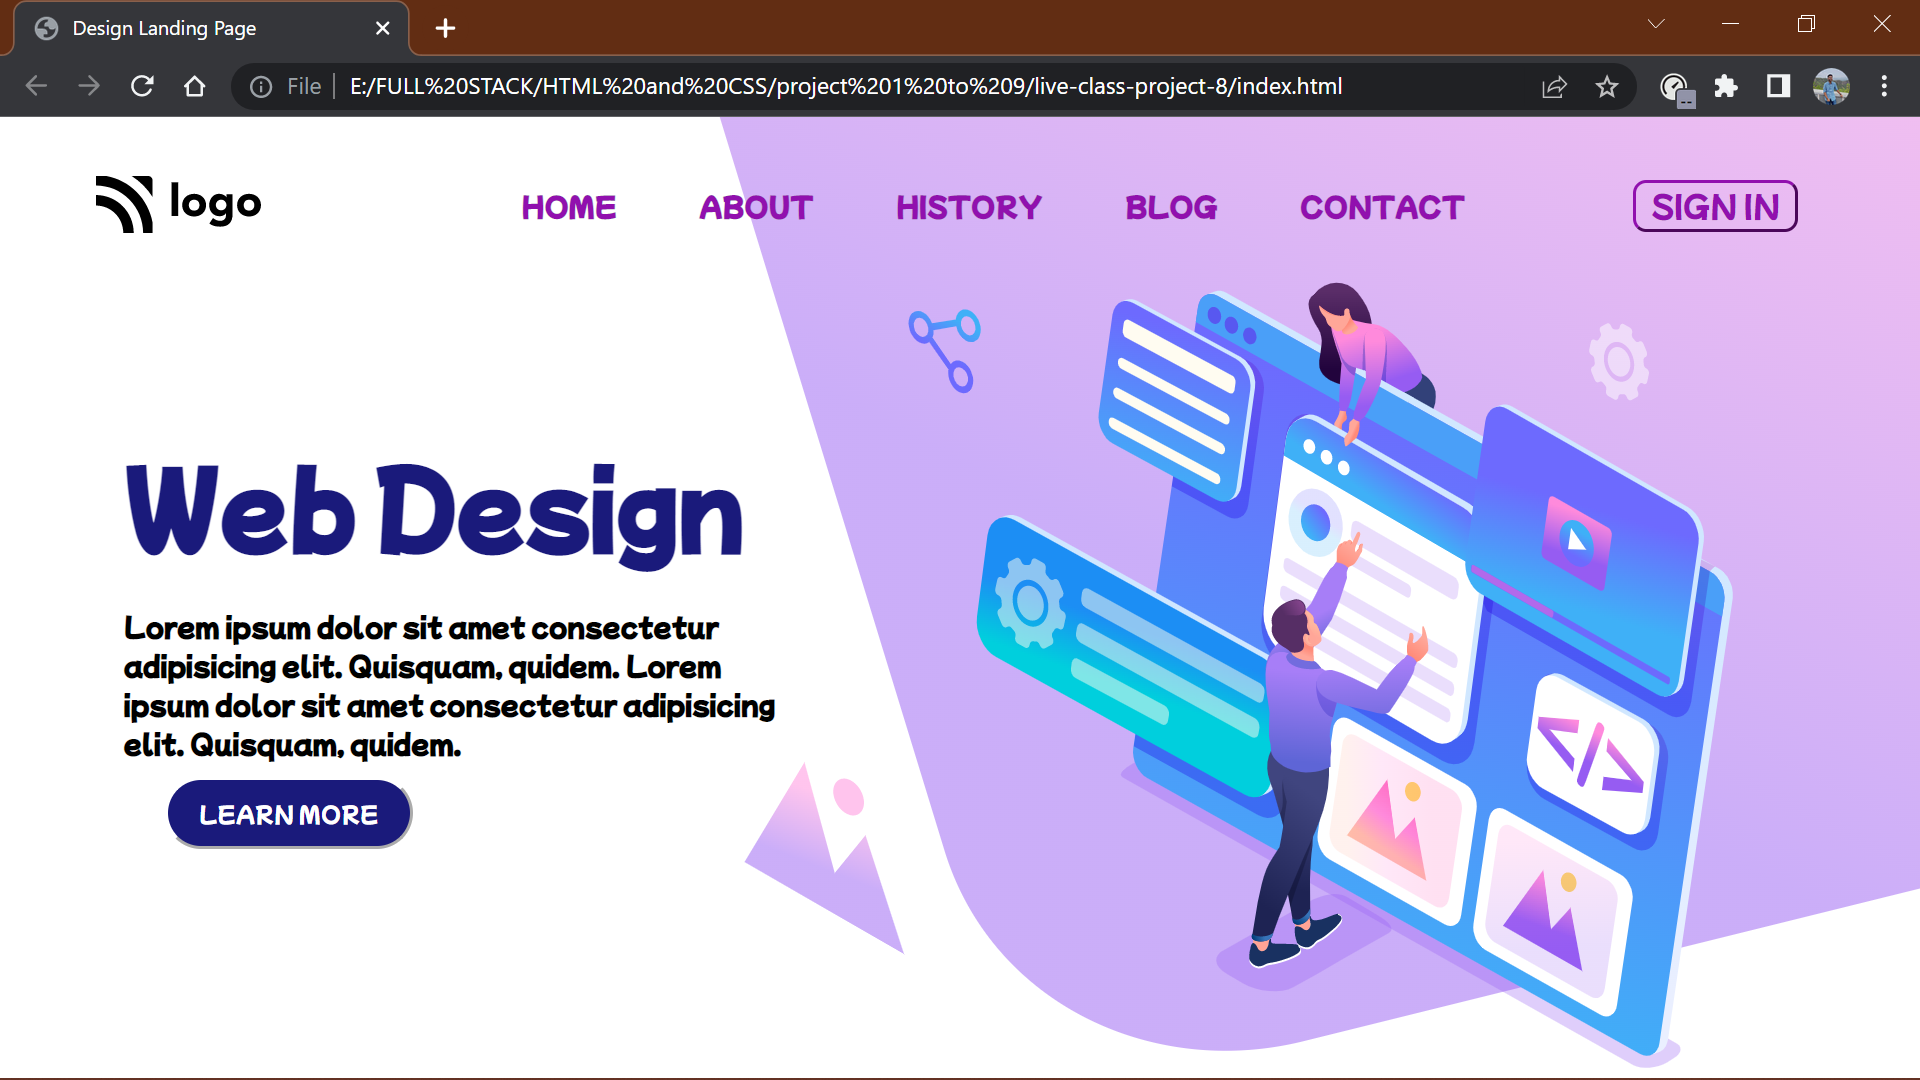 Design Landing Page
File
E:/FULL%20STACK/HTML%20and%20CSS/project%201%20to%209/live-class-project-8/index.html
logo
HOME ABOUT HISTORY BLOG CONTACT SIGN IN
Web Design
Lorem ipsum dolor sit amet consectetur
adipisicing elit. Quisquam, quidem. Lorem
ipsum dolor sit amet consectetur adipisicing
elit. Quisquam, quidem.
LEARN MORE
</>